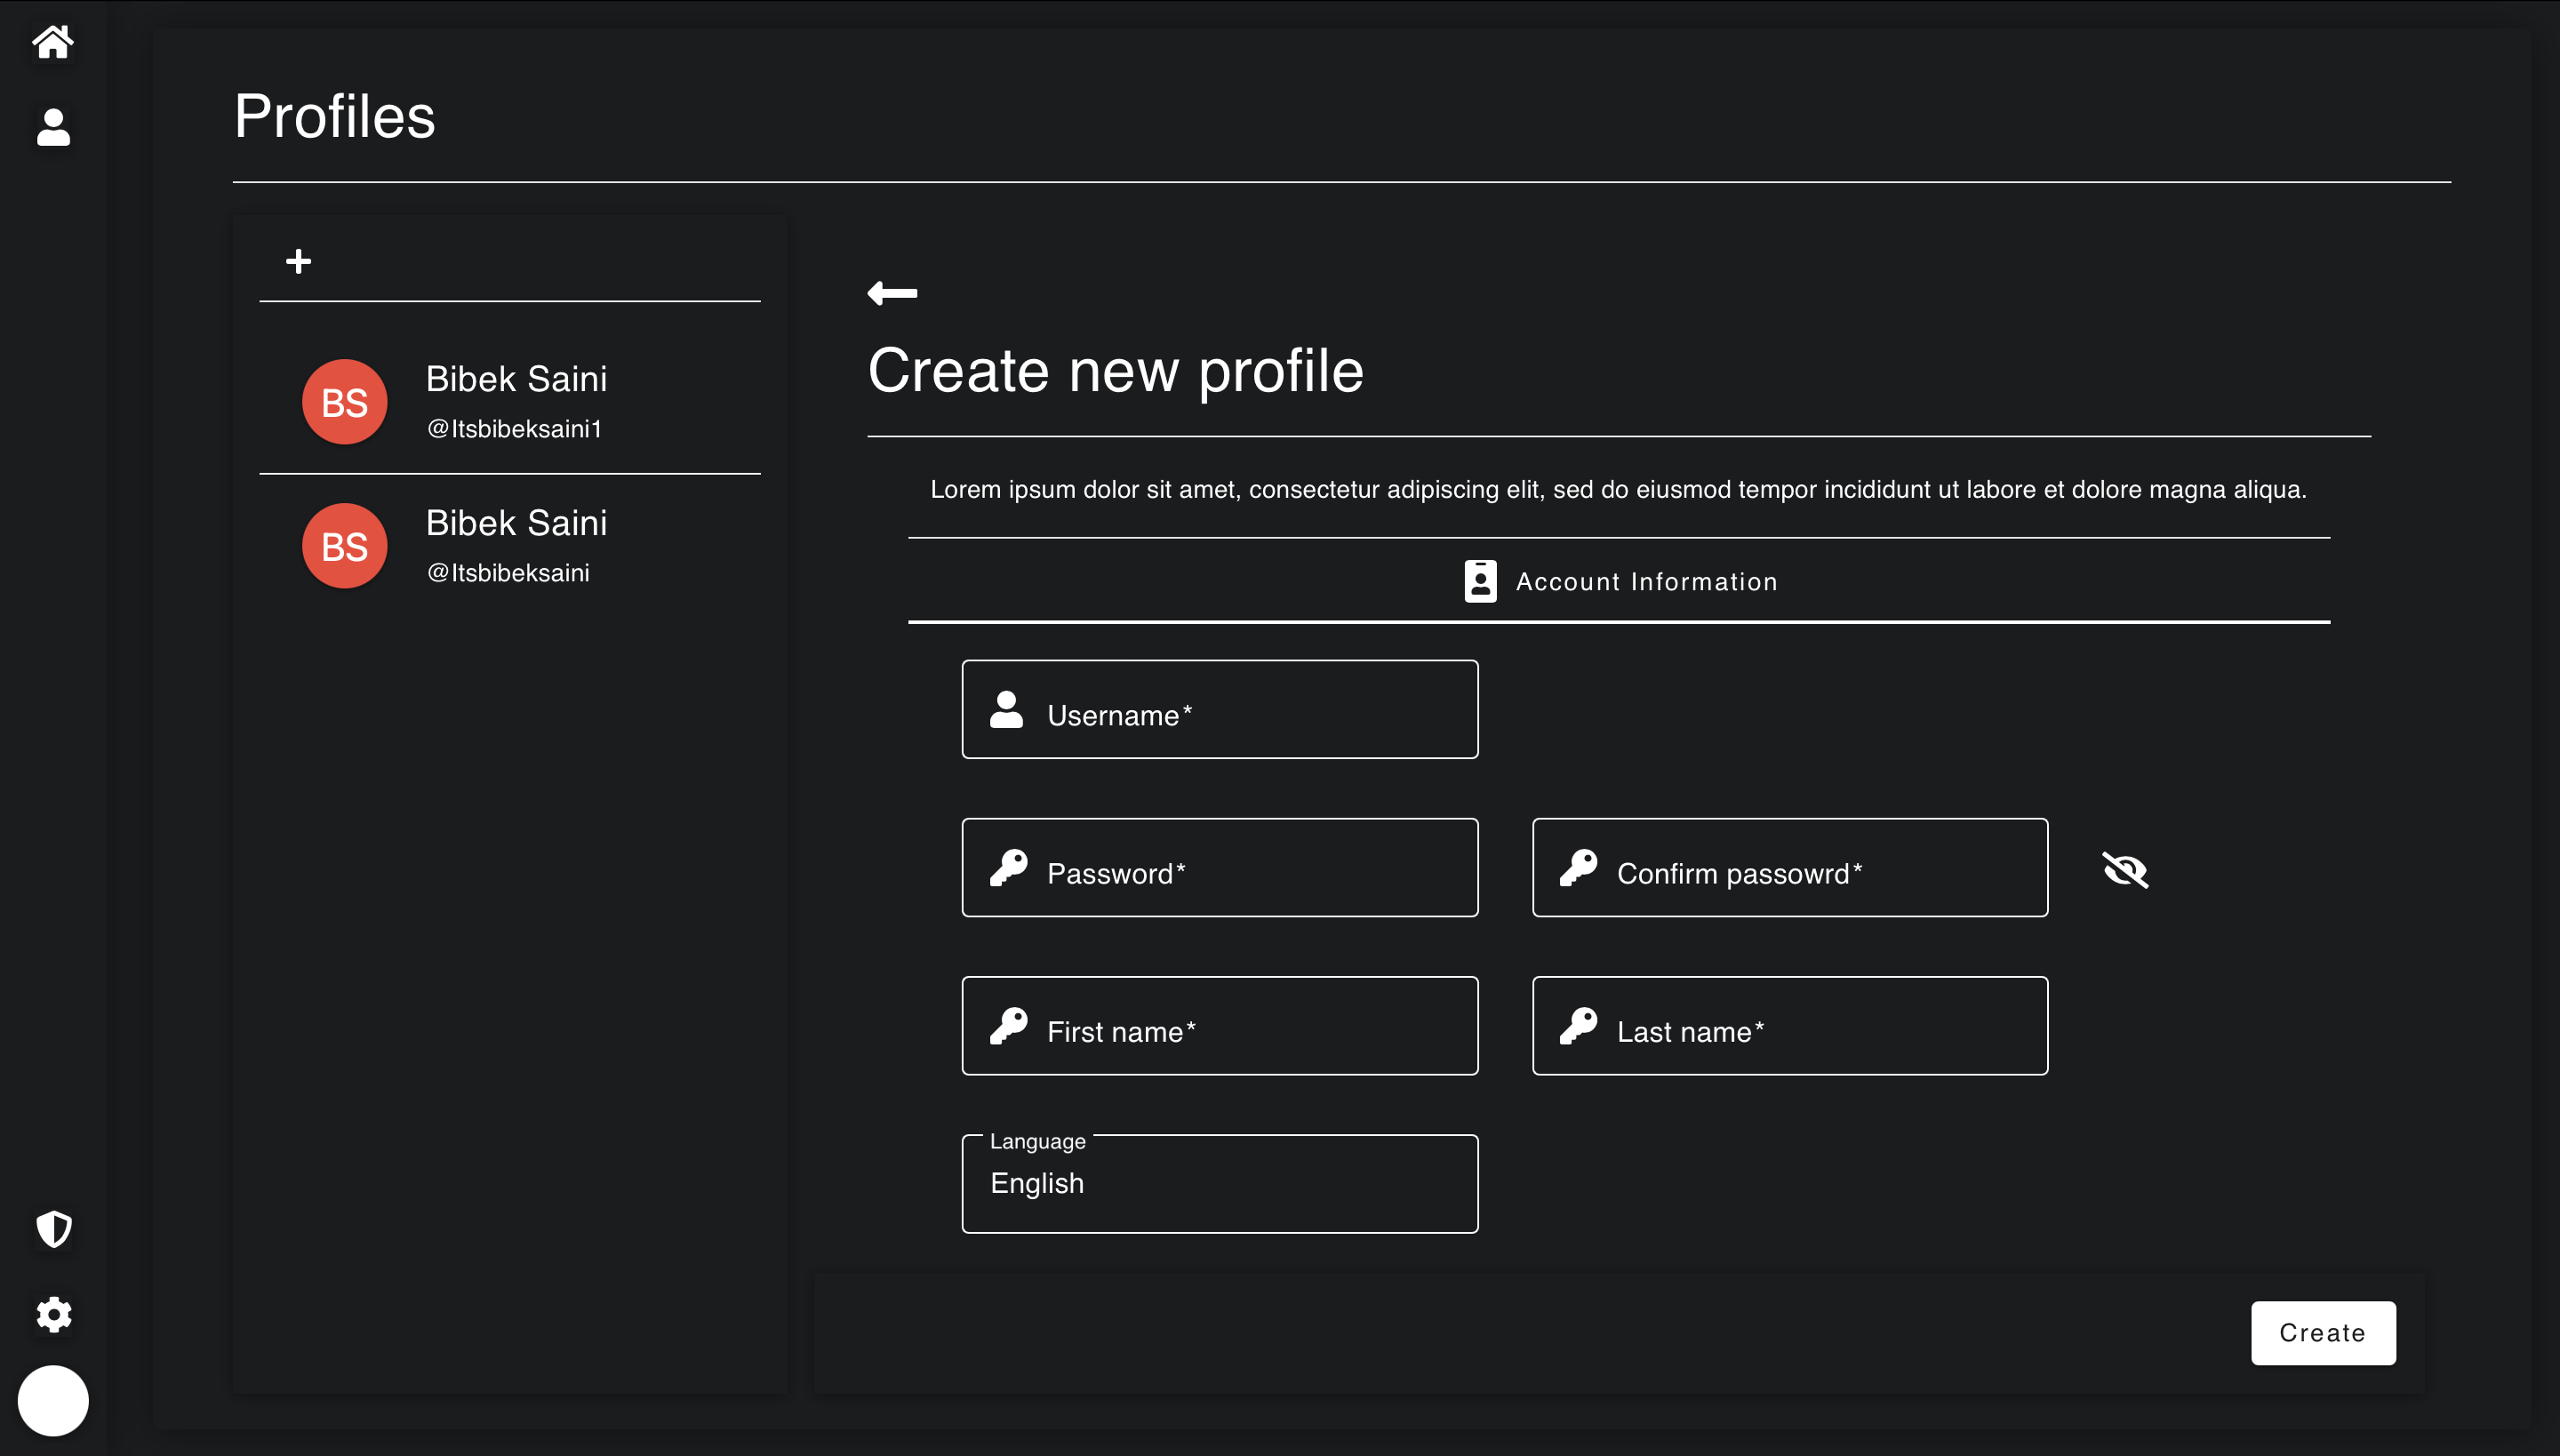 Profiles
BS
Bibek Saini
@Itsbibeksaini1
BS
Bibek Saini
@Itsbibeksaini
Create new profile
Lorem ipsum dolor sit amet, consectetur adipiscing elit, sed do eiusmod tempor incididunt ut labore et dolore magna aliqua.
Account Information
Username*
Password*
Confirm passowrd*
First name*
Last name*
Language
English
Create